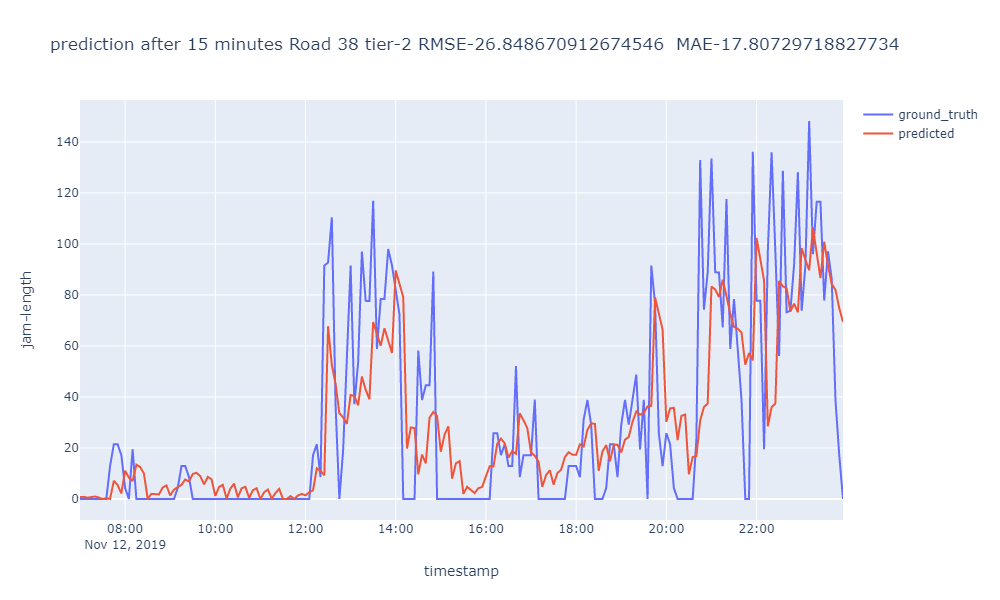 prediction after 15 minutes Road 38 tier-2 RMSE-26.848670912674546 MAE-17.80729718827734
ground_truth
predicted
140
120
100
80
60
40
20
0
jam-length
08:00 10:00 12:00 14:00 16:00 18:00 20:00 22:00
Nov 12, 2019
timestamp